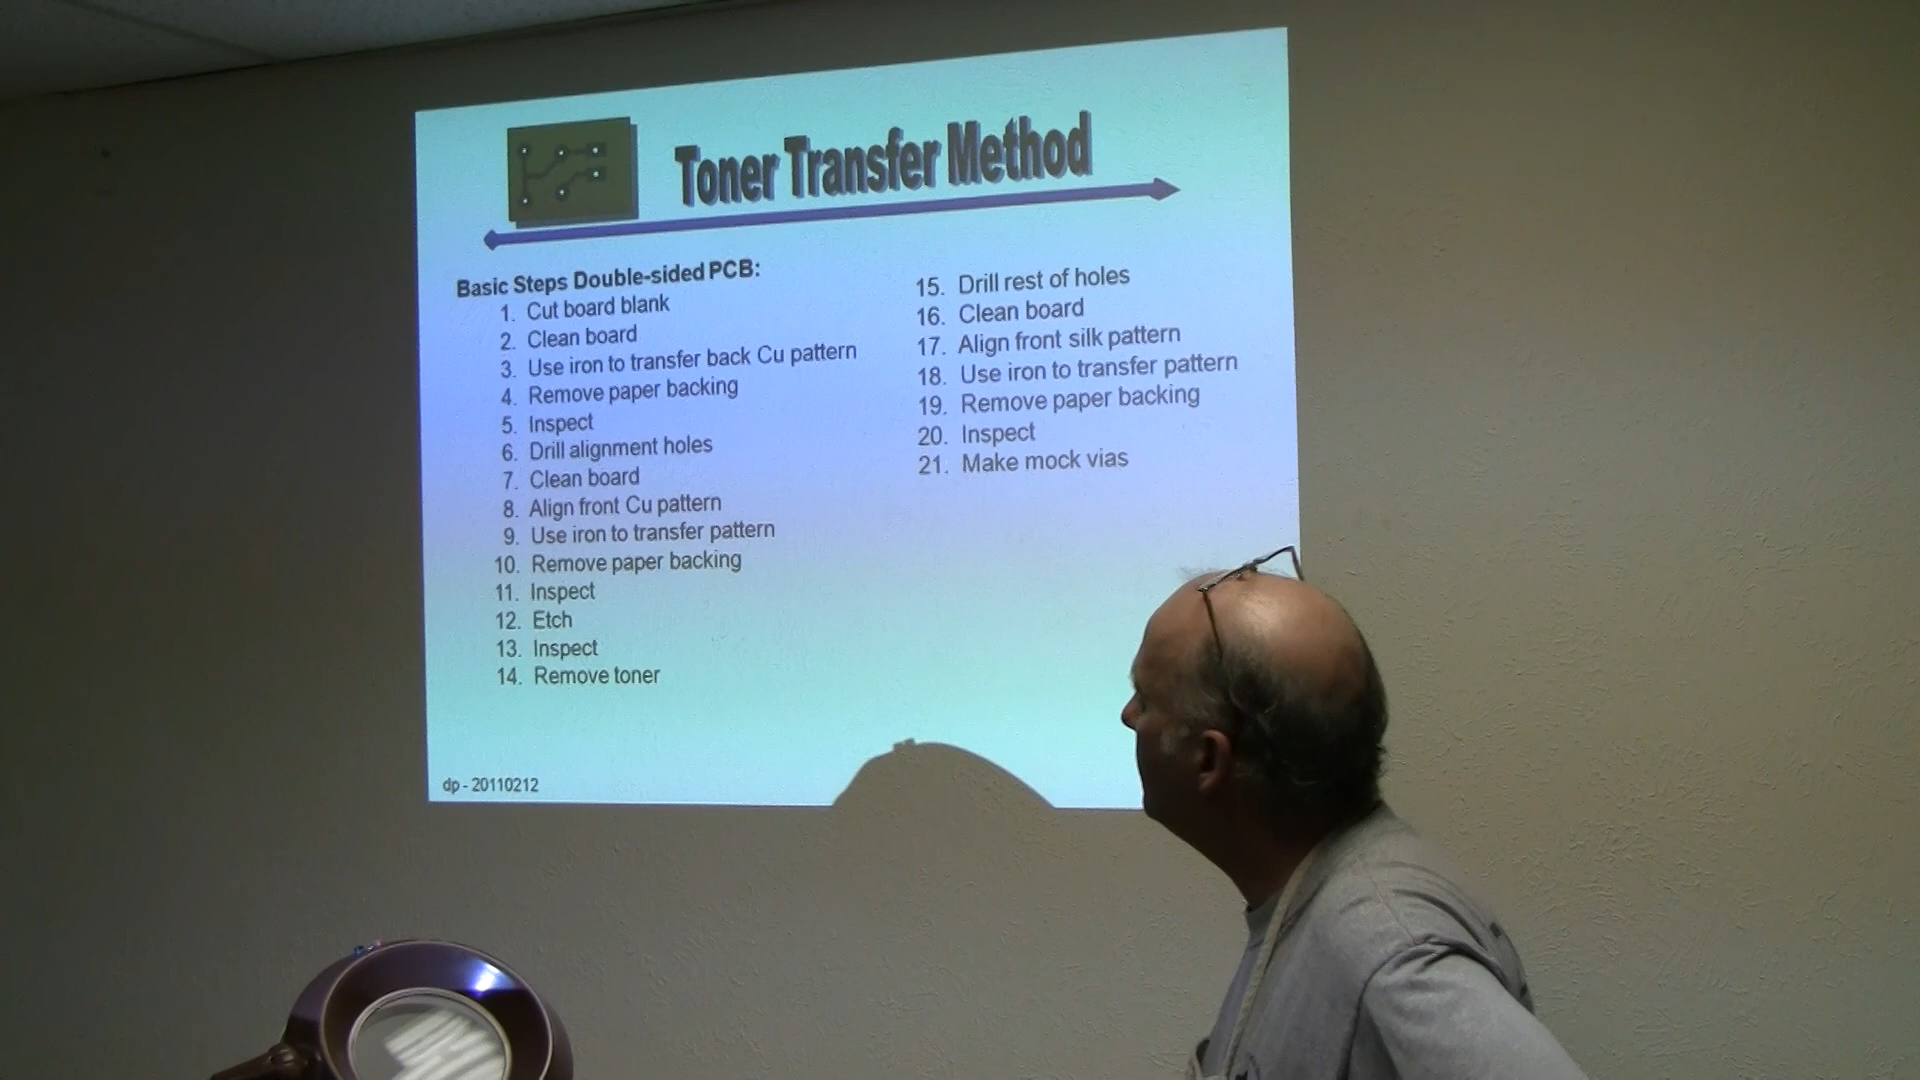 Toner Transfer Method
Basic Steps Double-sided PCB:
1. Cut board blank
2. Clean board
3. Use iron to transfer back Cu pattern
4. Remove paper backing
5. Inspect
6. Drill alignment holes
7. Clean board
8. Align front Cu pattern
9. Use iron to transfer pattern
10. Remove paper backing
11. Inspect
12. Etch
13. Inspect
14. Remove toner
15. Drill rest of holes
16. Clean board
17. Align front silk pattern
18. Use iron to transfer pattern
19. Remove paper backing
20. Inspect
21. Make mock vias
dp - 20110212